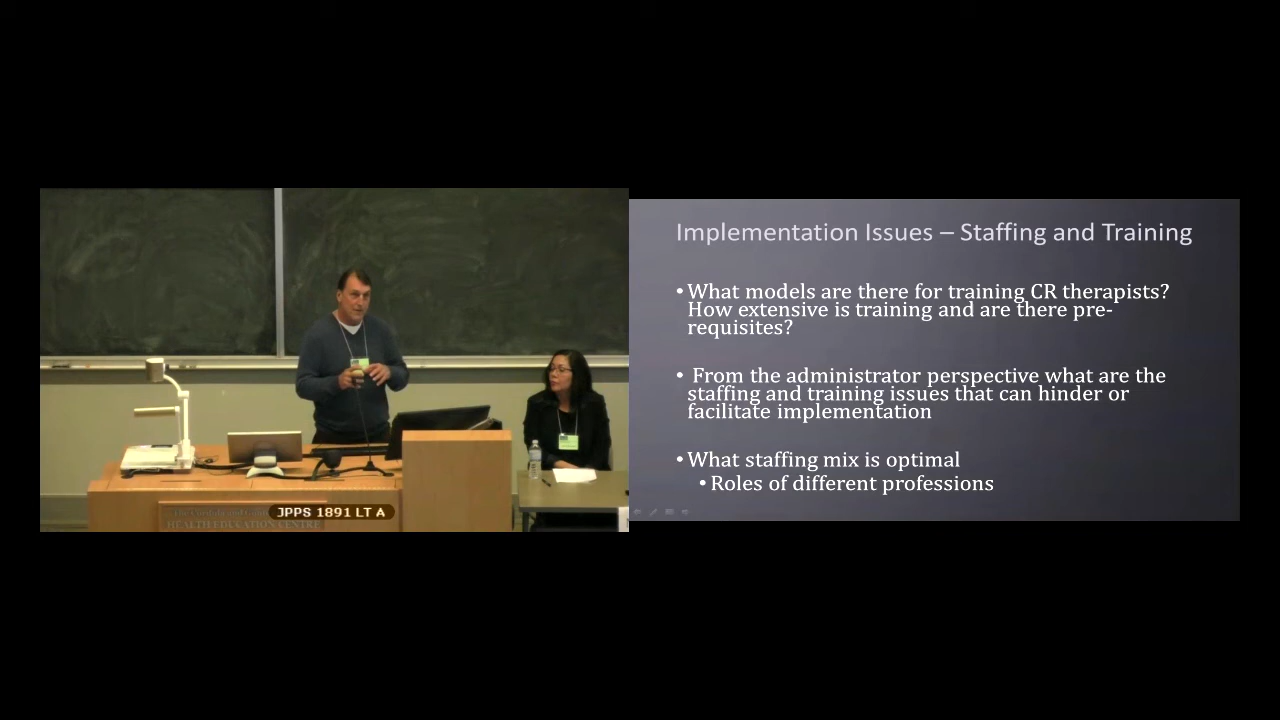 JPPS 1891 LT A
HEALTH EDUCATION CENTRE
Implementation Issues – Staffing and Training
• What models are there for training CR therapists?
How extensive is training and are there pre-
requisites?
• From the administrator perspective what are the
staffing and training issues that can hinder or
facilitate implementation
• What staffing mix is optimal
• Roles of different professions